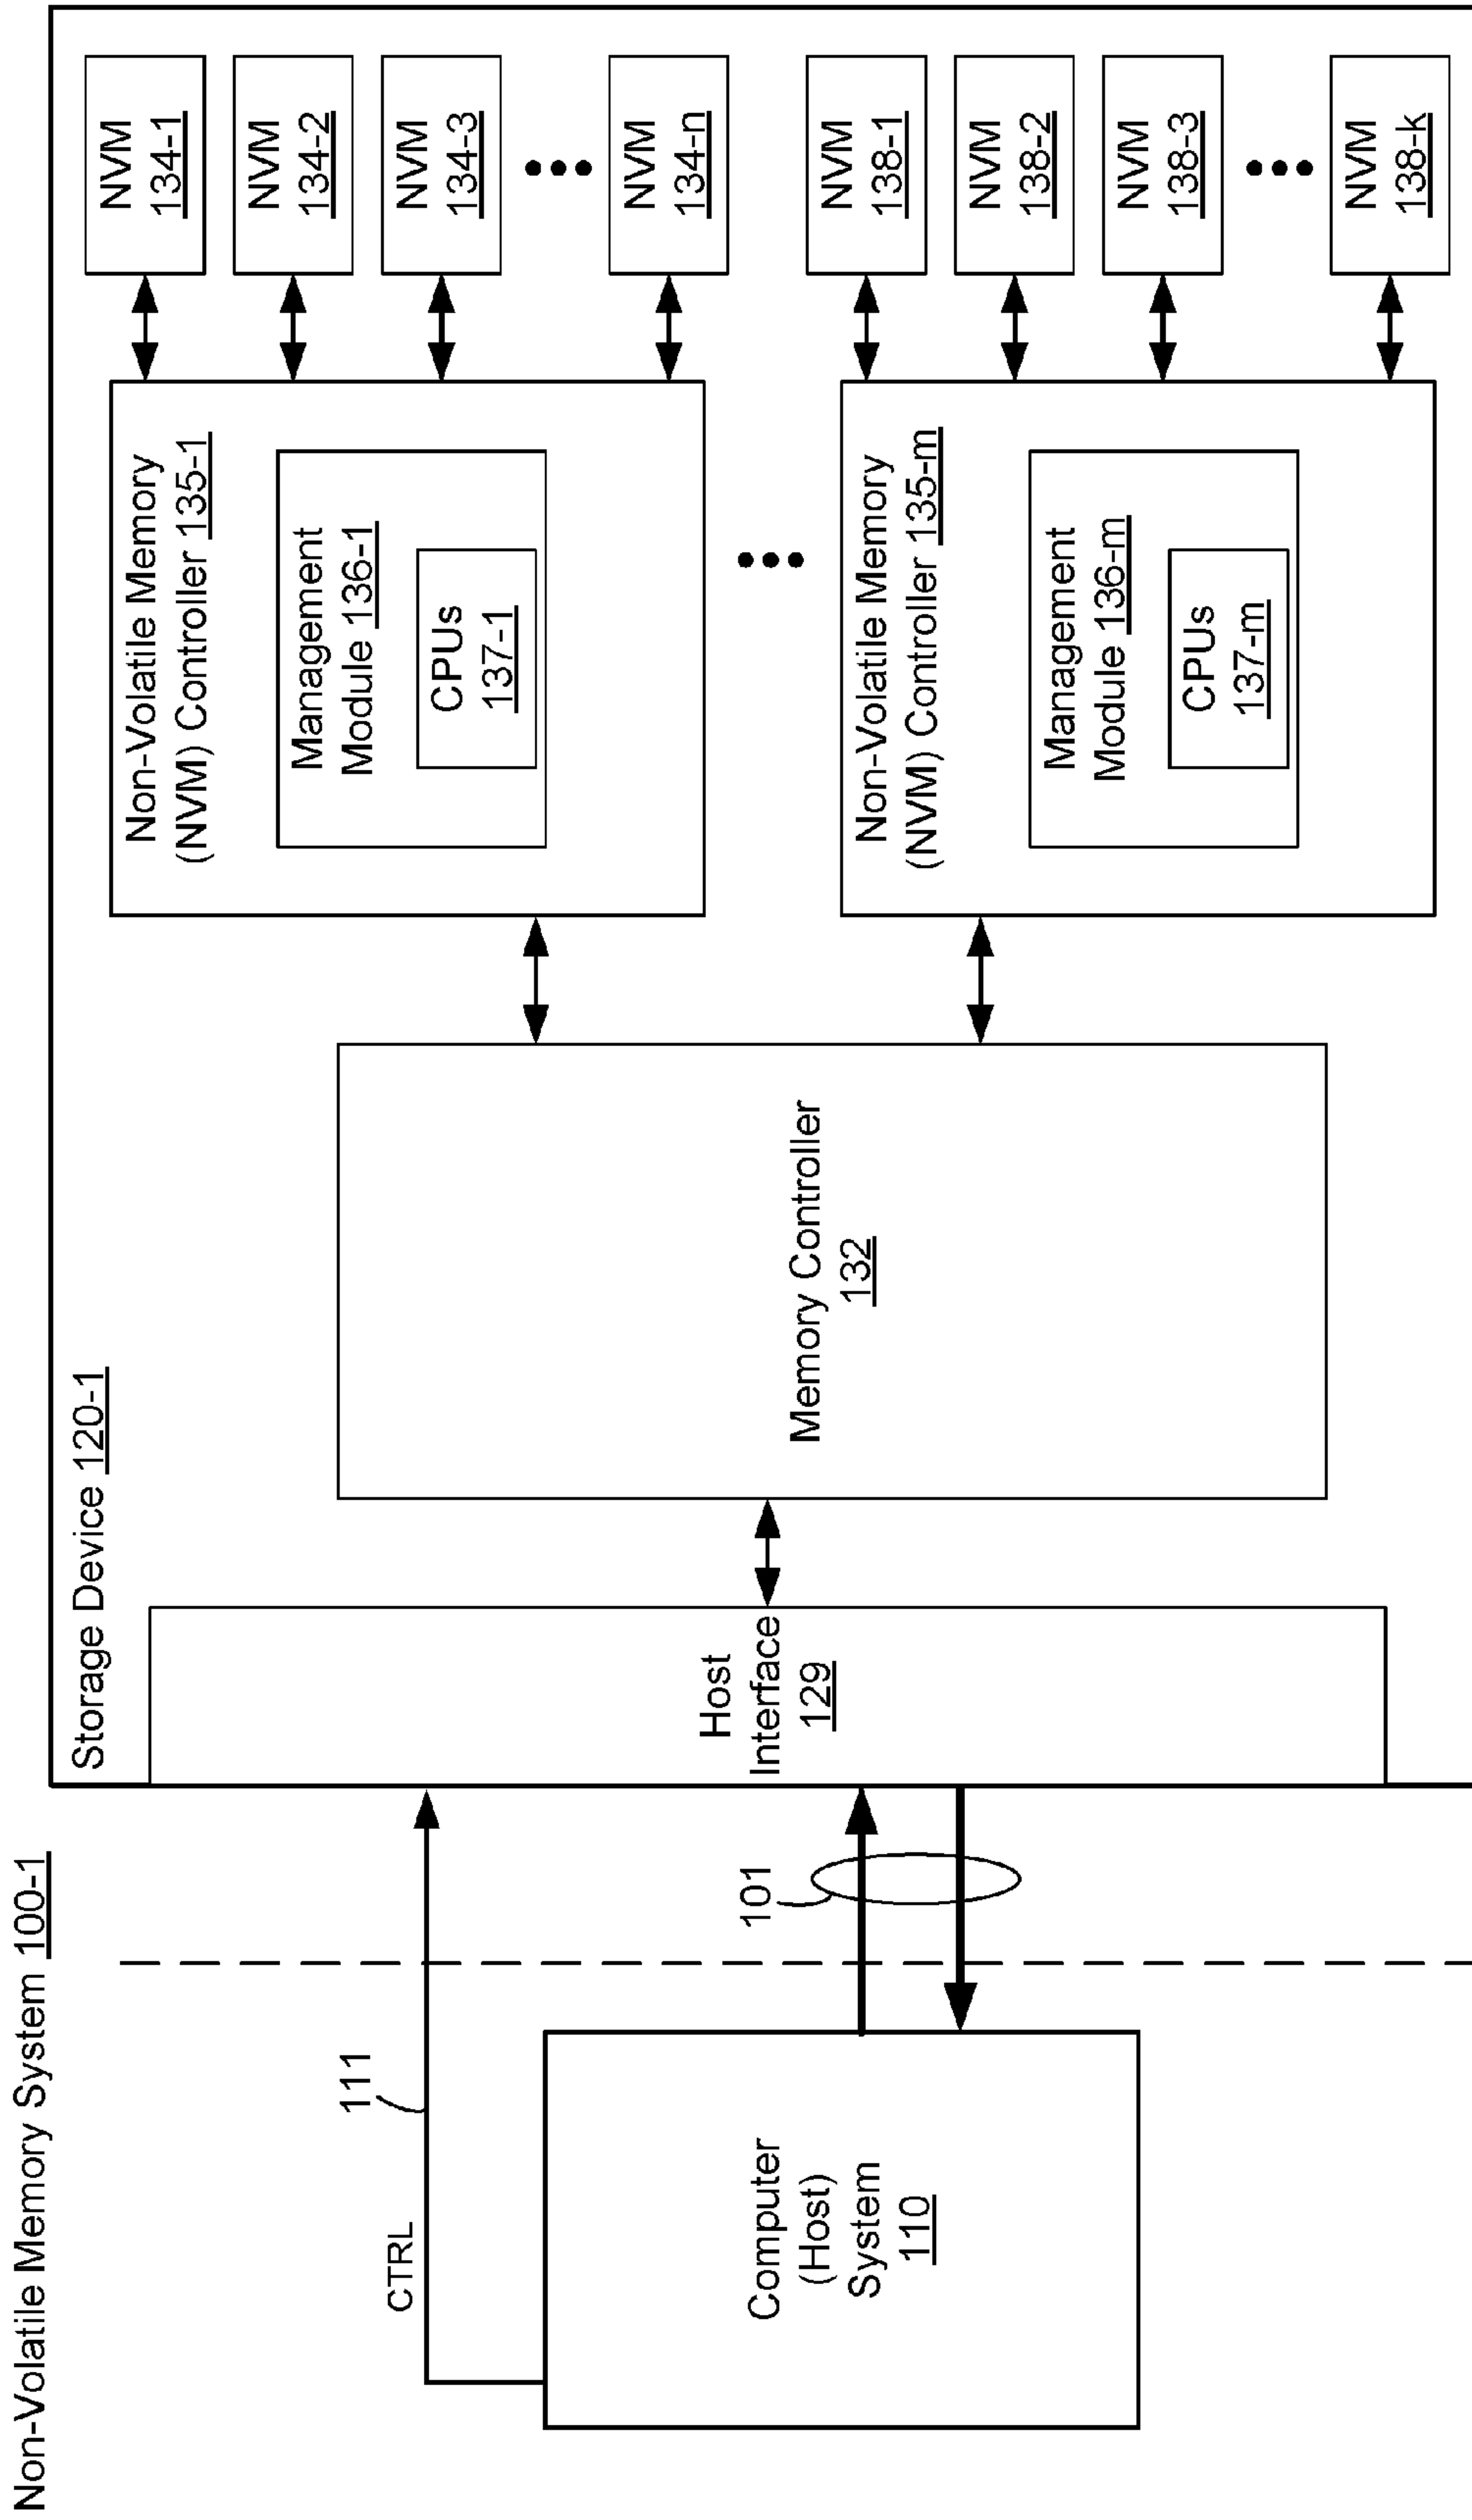 Non-Volatile Memory System 100-1
CTRL
111
Computer
(Host)
System
110
101
Storage Device 120-1
Host
Interface
129
Memory Controller
132
Non-Volatile Memory
(NVM) Controller 135-1
Management
Module 136-1
CPUs
137-1
Non-Volatile Memory
(NVM) Controller 135-m
Management
Module 136-m
CPUs
137-m
NVM
134-1
NVM
134-2
NVM
134-3
NVM
134-n
NVM
138-1
NVM
138-2
NVM
138-3
NVM
138-k